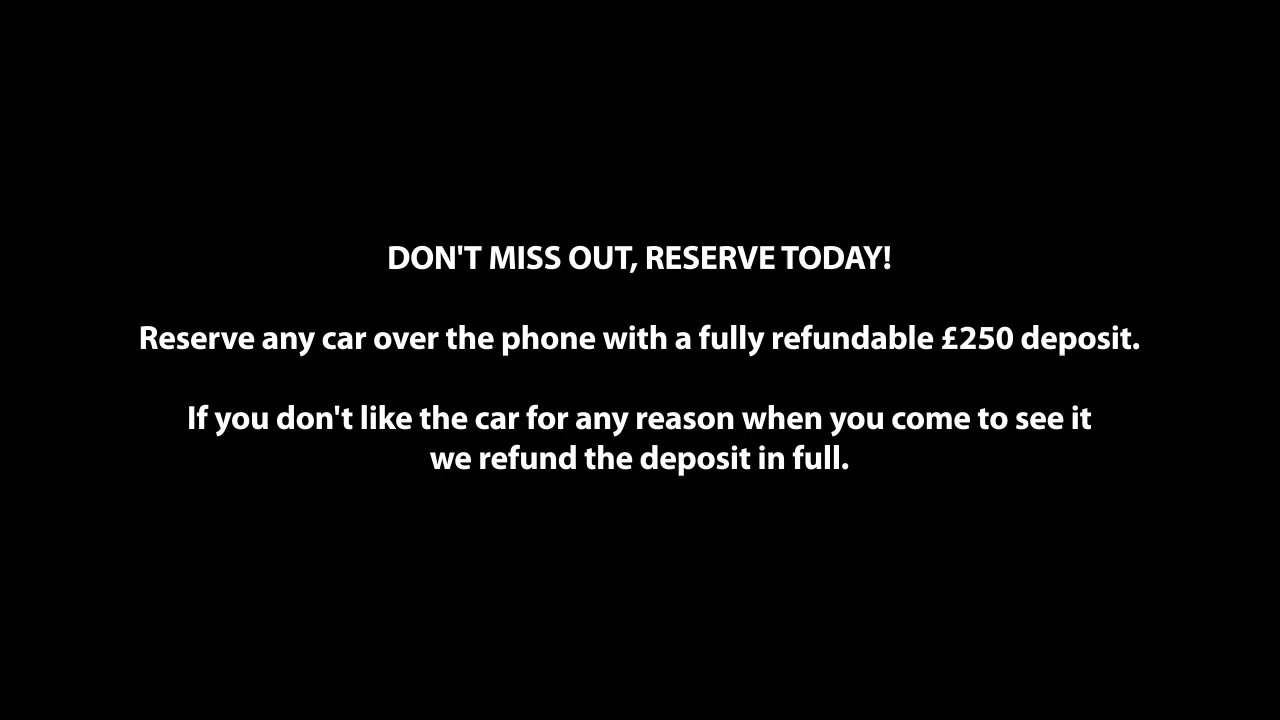 DON'T MISS OUT, RESERVE TODAY!
Reserve any car over the phone with a fully refundable £250 deposit.
If you don't like the car for any reason when you come to see it
we refund the deposit in full.